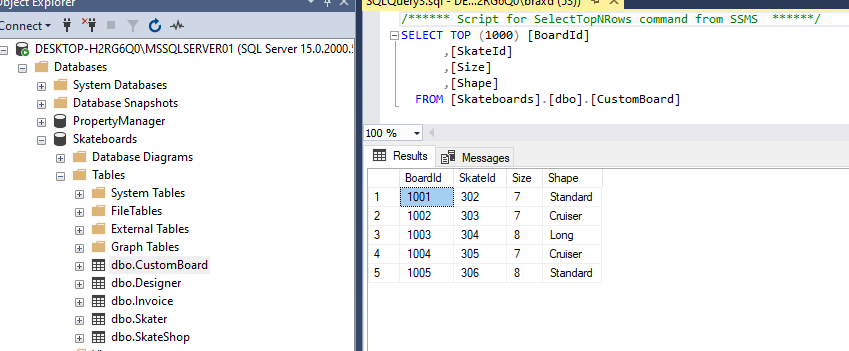 Object Explorer
Connect
DESKTOP-H2RG6Q0\MSSQLSERVER01 (SQL Server 15.0.2000.5
Databases
System Databases
Database Snapshots
PropertyManager
Skateboards
Database Diagrams
Tables
System Tables
FileTables
External Tables
Graph Tables
dbo.CustomBoard
dbo.Designer
dbo.Invoice
dbo.Skater
dbo.SkateShop
SQLQuery3.sql - DE...2RG6Q0\braxd (53))
/****** Script for SelectTopNRows command from SSMS ******/
SELECT TOP (1000) [BoardId]
,[SkateId]
,[Size]
,[Shape]
FROM [Skateboards].[dbo].[CustomBoard]
100 %
Results Messages
BoardId SkateId Size Shape
1 1001 302 7 Standard
2 1002 303 7 Cruiser
3 1003 304 8 Long
4 1004 305 7 Cruiser
5 1005 306 8 Standard